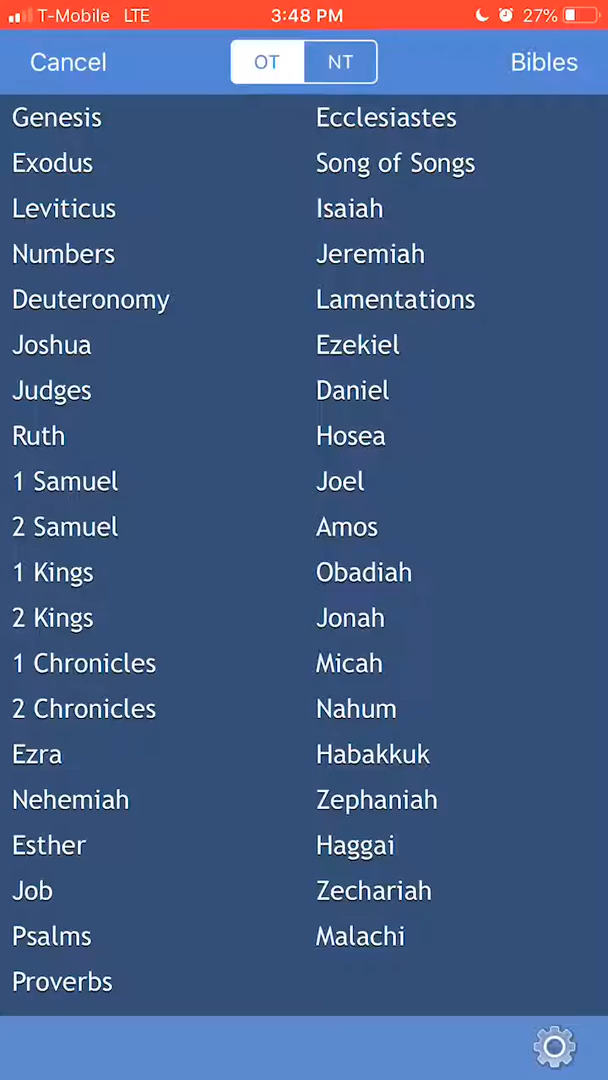 T-Mobile LTE 3:48 PM 27%
Cancel OT NT Bibles
Genesis
Exodus
Leviticus
Numbers
Deuteronomy
Joshua
Judges
Ruth
1 Samuel
2 Samuel
1 Kings
2 Kings
1 Chronicles
2 Chronicles
Ezra
Nehemiah
Esther
Job
Psalms
Proverbs
Ecclesiastes
Song of Songs
Isaiah
Jeremiah
Lamentations
Ezekiel
Daniel
Hosea
Joel
Amos
Obadiah
Jonah
Micah
Nahum
Habakkuk
Zephaniah
Haggai
Zechariah
Malachi